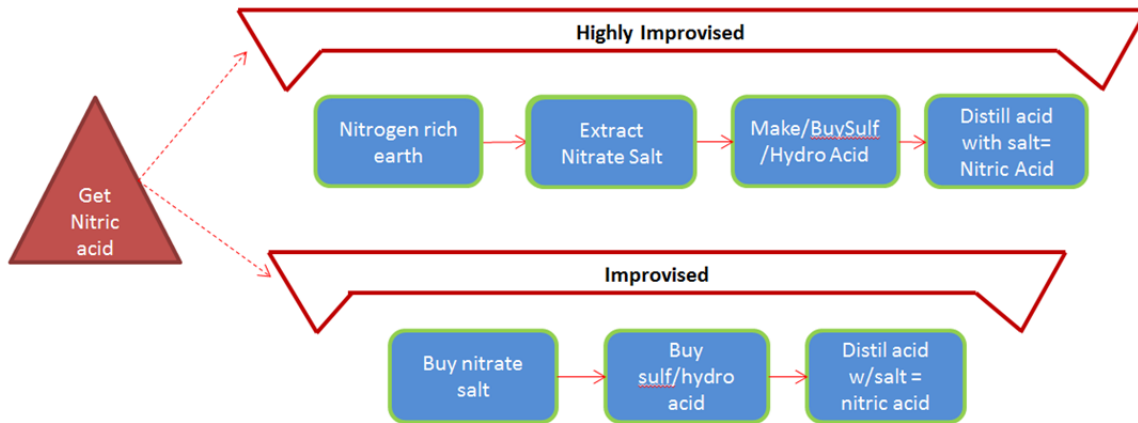 Highly Improvised
Nitrogen rich
earth
Extract
Nitrate Salt
Make/BuySulf
/Hydro Acid
Distill acid
with salt=
Nitric Acid
Get
Nitric
acid
Improvised
Buy nitrate
salt
Buy
sulf/hydro
acid
Distil acid
w/salt =
nitric acid